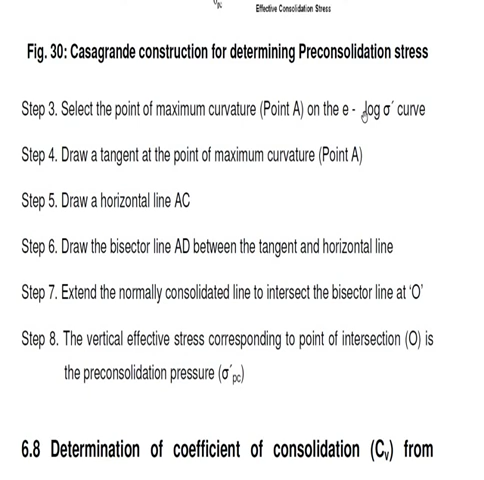 σ'pc
Effective Consolidation Stress
Fig. 30: Casagrande construction for determining Preconsolidation stress
Step 3. Select the point of maximum curvature (Point A) on the e - log σ´ curve
Step 4. Draw a tangent at the point of maximum curvature (Point A)
Step 5. Draw a horizontal line AC
Step 6. Draw the bisector line AD between the tangent and horizontal line
Step 7. Extend the normally consolidated line to intersect the bisector line at ‘O’
Step 8. The vertical effective stress corresponding to point of intersection (O) is
the preconsolidation pressure (σ´pc)
6.8 Determination of coefficient of consolidation (Cv) from